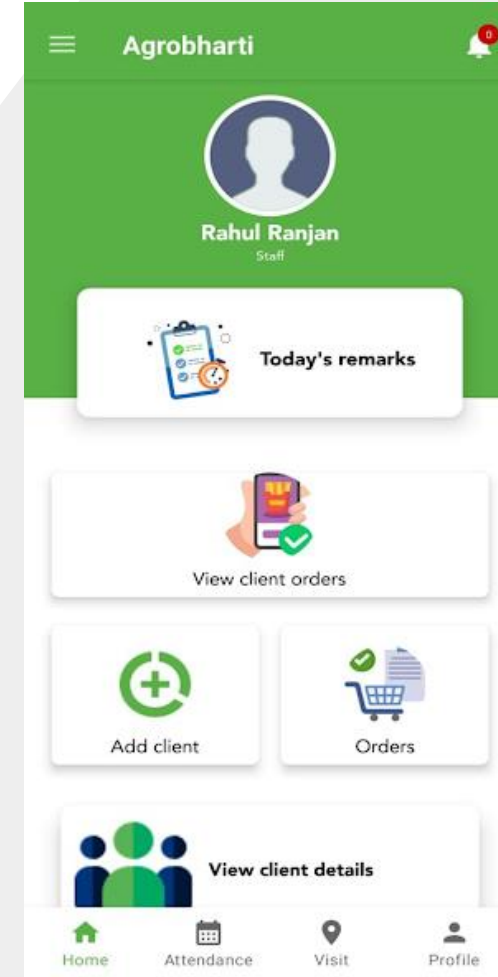 Agrobharti
0
Rahul Ranjan
Staff
Today's remarks
View client orders
Add client
Orders
View client details
Home
Attendance
Visit
Profile